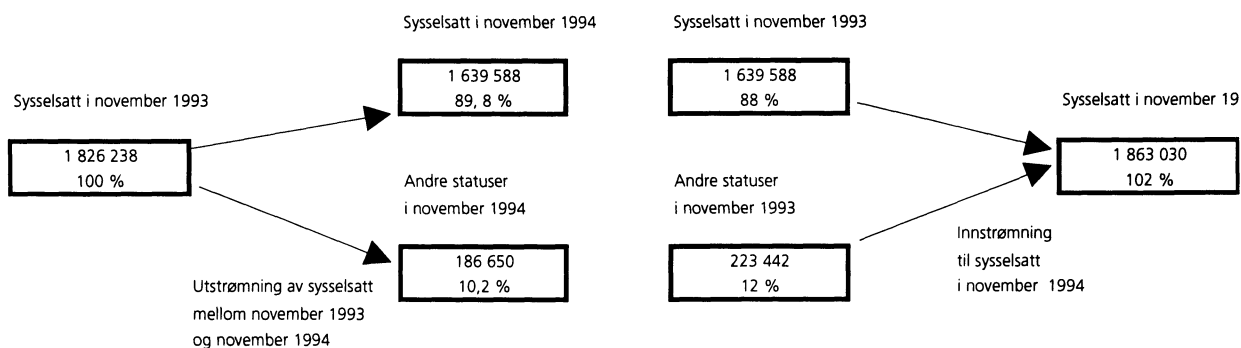 Sysselsatt i november 1993
1 826 238
100 %
Sysselsatt i november 1994
1 639 588
89, 8 %
Andre statuser
i november 1994
186 650
10,2 %
Utstrømning av sysselsatt
mellom november 1993
og november 1994
Sysselsatt i november 1993
1 639 588
88 %
Andre statuser
i november 1993
223 442
12 %
Sysselsatt i november 19
1 863 030
102 %
Innstrømning
til sysselsatt
i november 1994